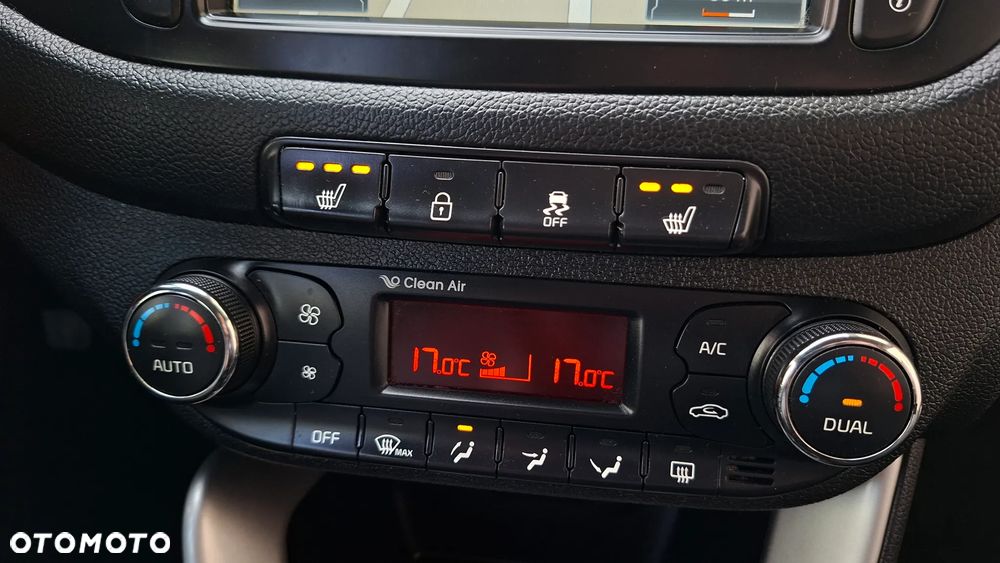 OFF
Clean Air
17.0°C 17.0°C
A/C
AUTO
DUAL
OFF
MAX
OTOMOTO